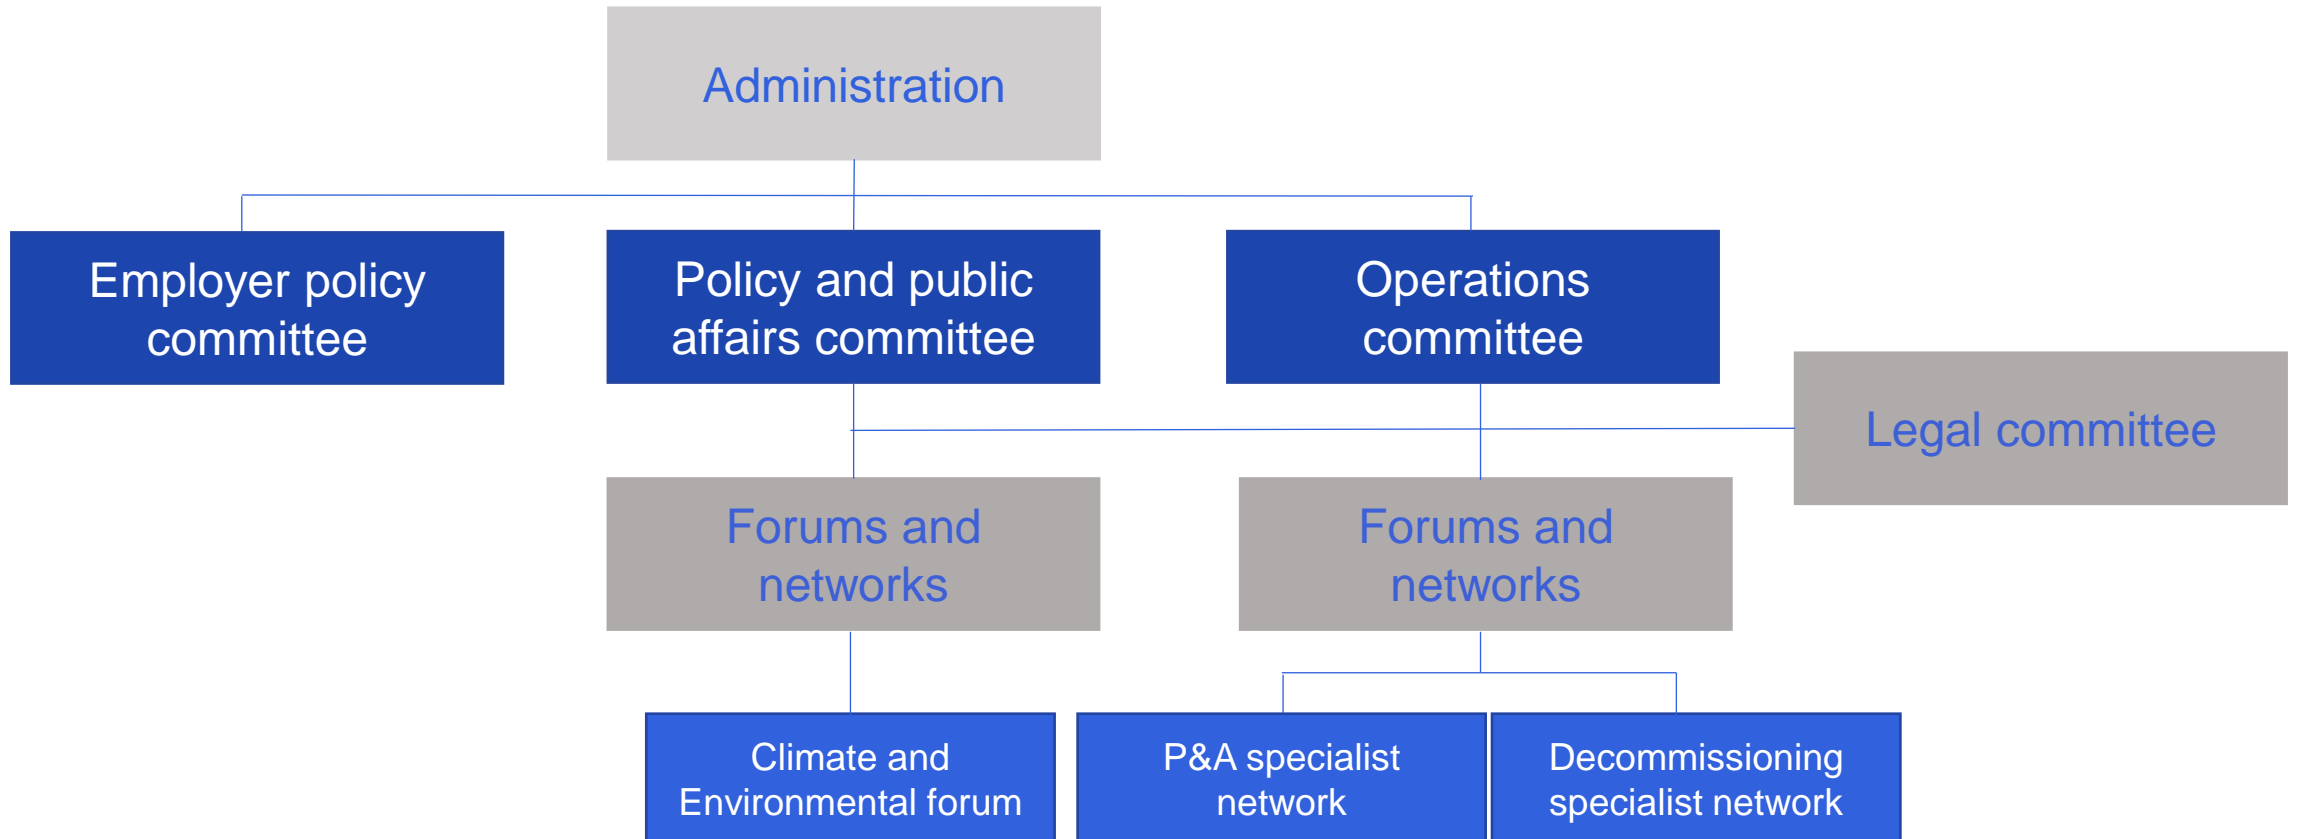 Administration
Employer policy
committee
Policy and public
affairs committee
Operations
committee
Legal committee
Forums and
networks
Forums and
networks
Climate and
Environmental forum
P&A specialist
network
Decommissioning
specialist network